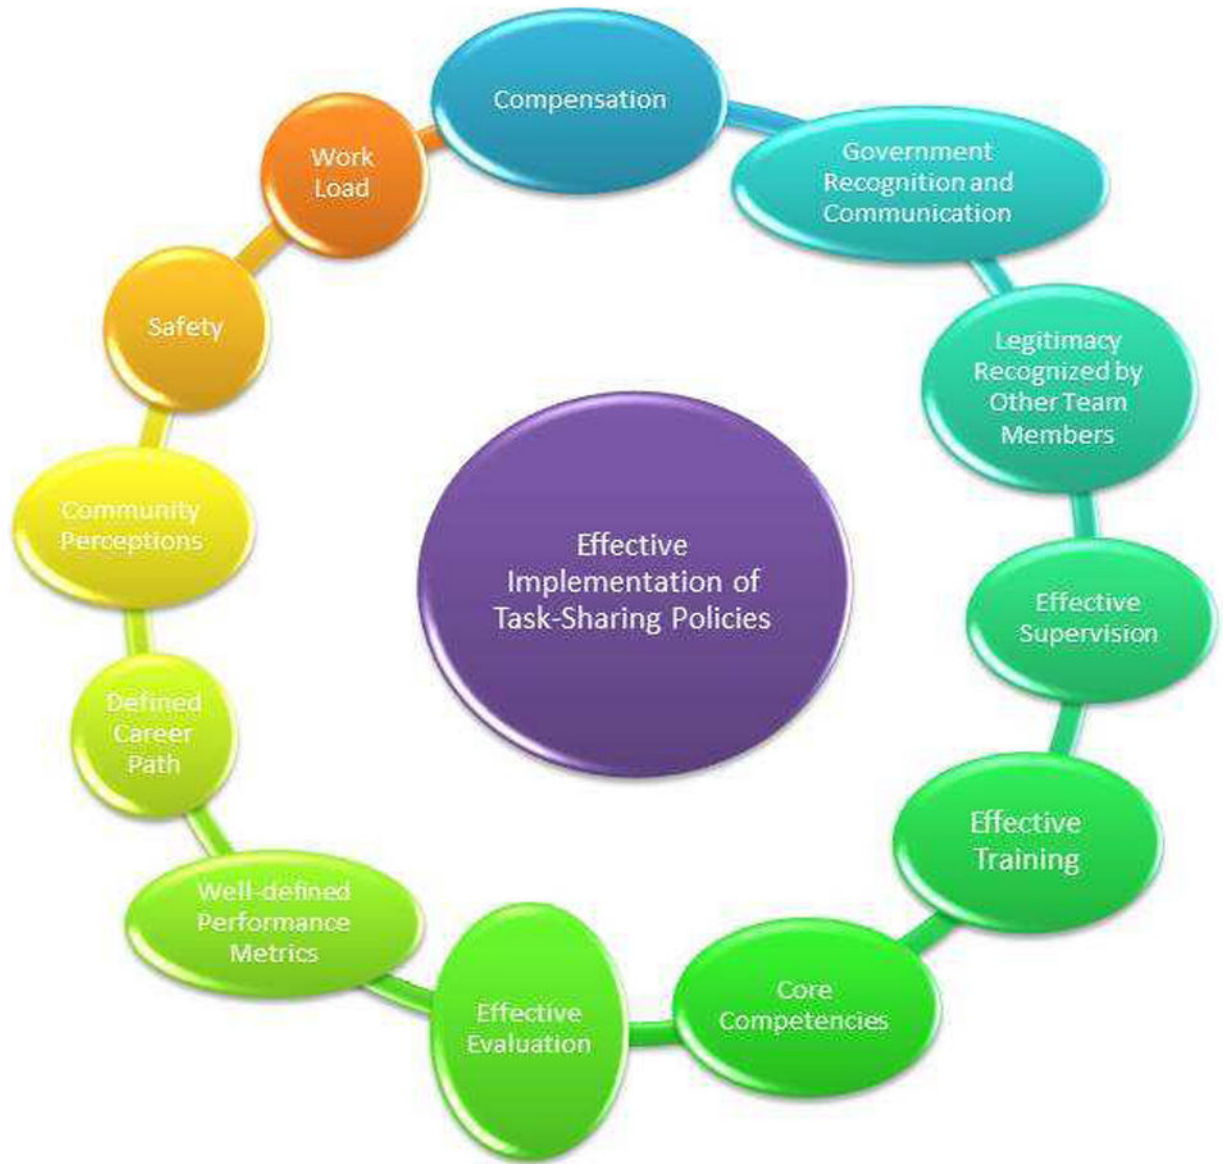 Compensation
Government
Recognition and
Communication
Legitimacy
Recognized by
Other Team
Members
Effective
Supervision
Effective
Training
Core
Competencies
Effective
Evaluation
Well-defined
Performance
Metrics
Defined
Career
Path
Community
Perceptions
Safety
Work
Load
Effective
Implementation of
Task-Sharing Policies